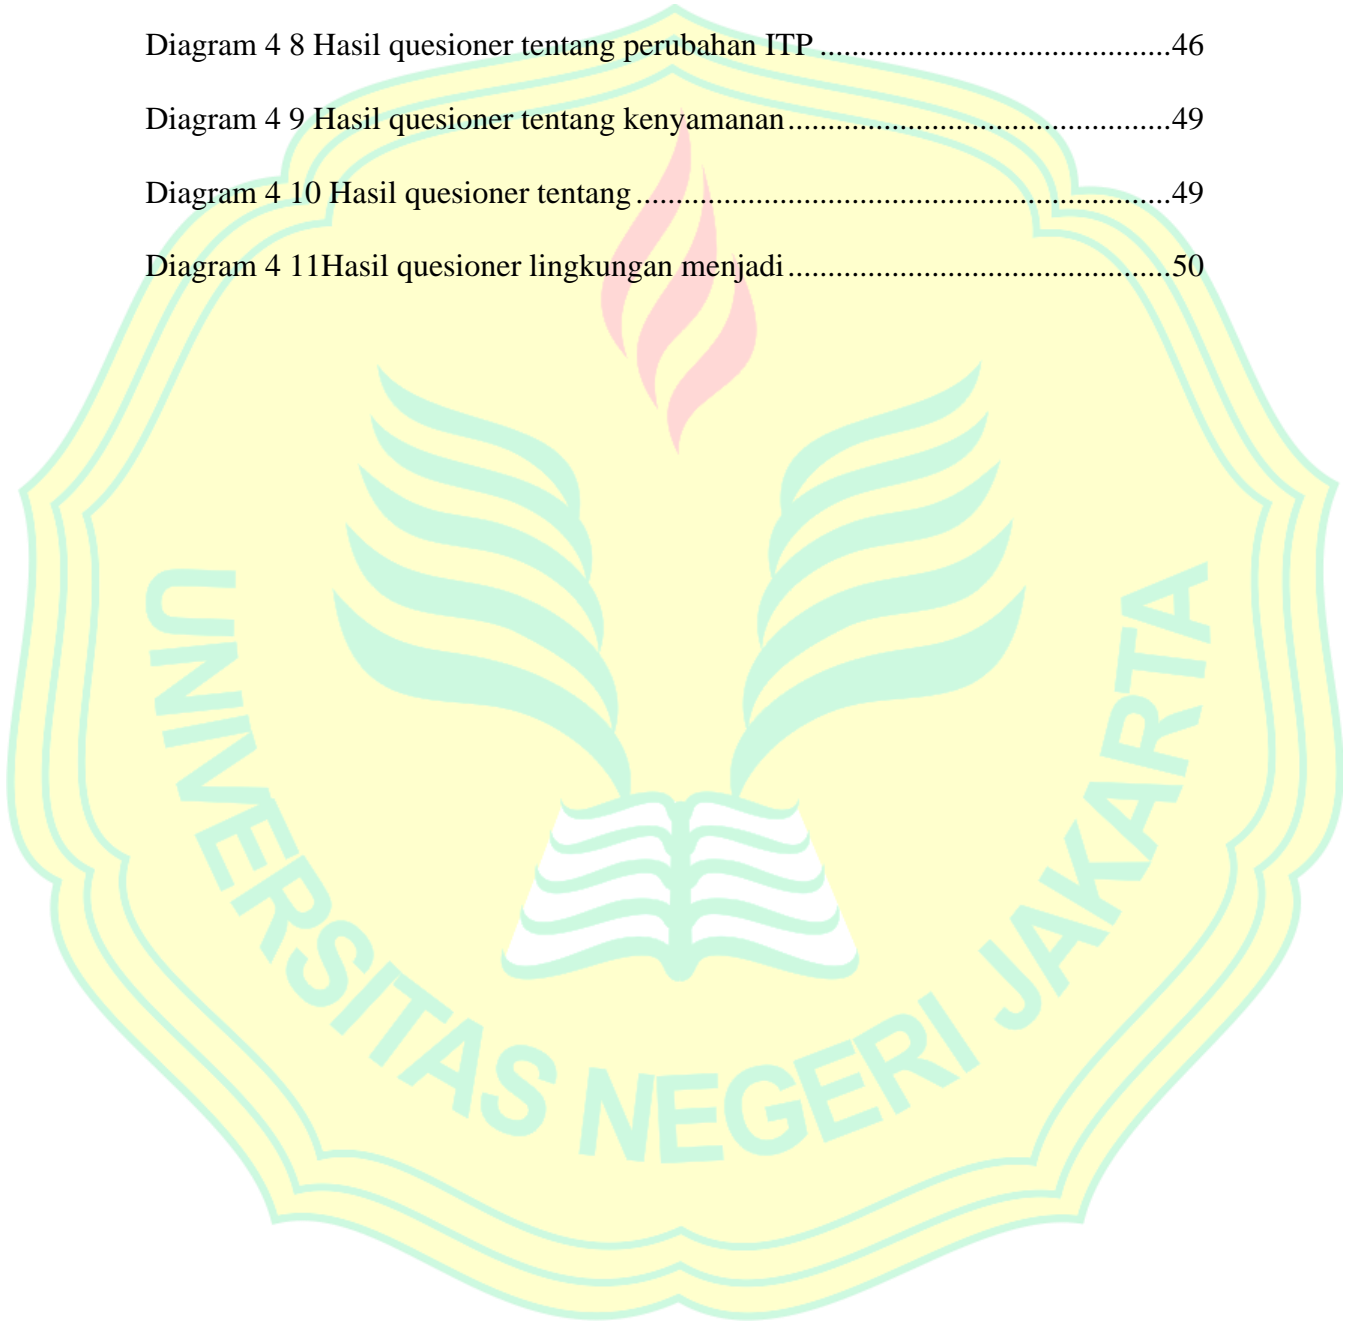 Diagram 4 8 Hasil quesioner tentang perubahan ITP ..........................................46
Diagram 4 9 Hasil quesioner tentang kenyamanan..............................................49
Diagram 4 10 Hasil quesioner tentang ................................................................49
Diagram 4 11Hasil quesioner lingkungan menjadi..............................................50
UNIVERSITAS NEGERI JAKARTA